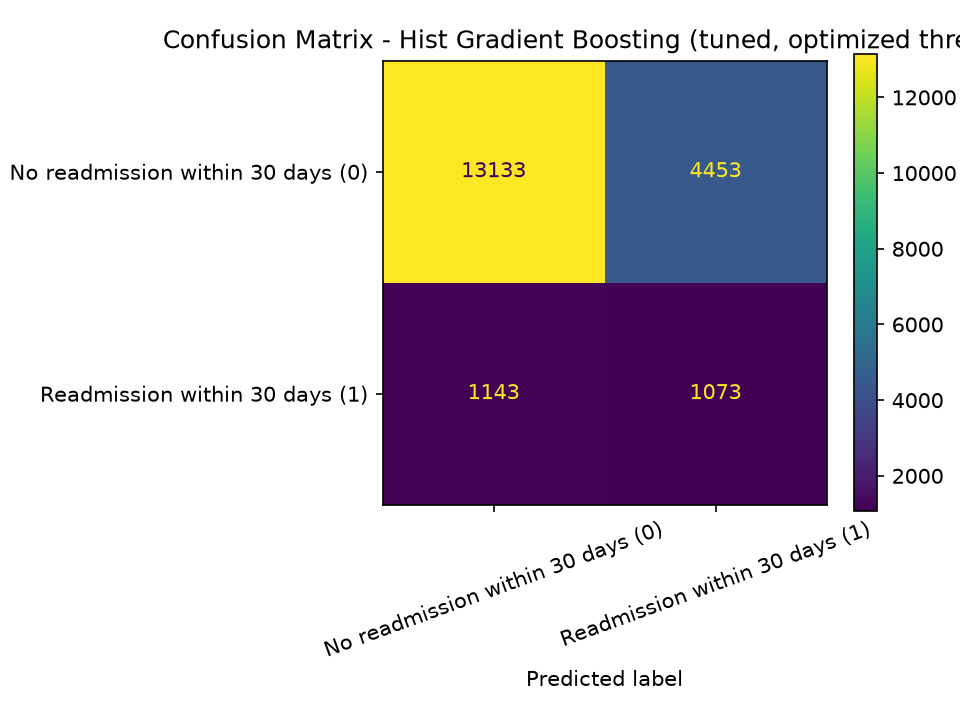 Confusion Matrix - Hist Gradient Boosting (tuned, optimized thre
No readmission within 30 days (0)
13133
4453
Readmission within 30 days (1)
1143
1073
12000
10000
8000
6000
4000
2000
No readmission within 30 days (0)
Readmission within 30 days (1)
Predicted label